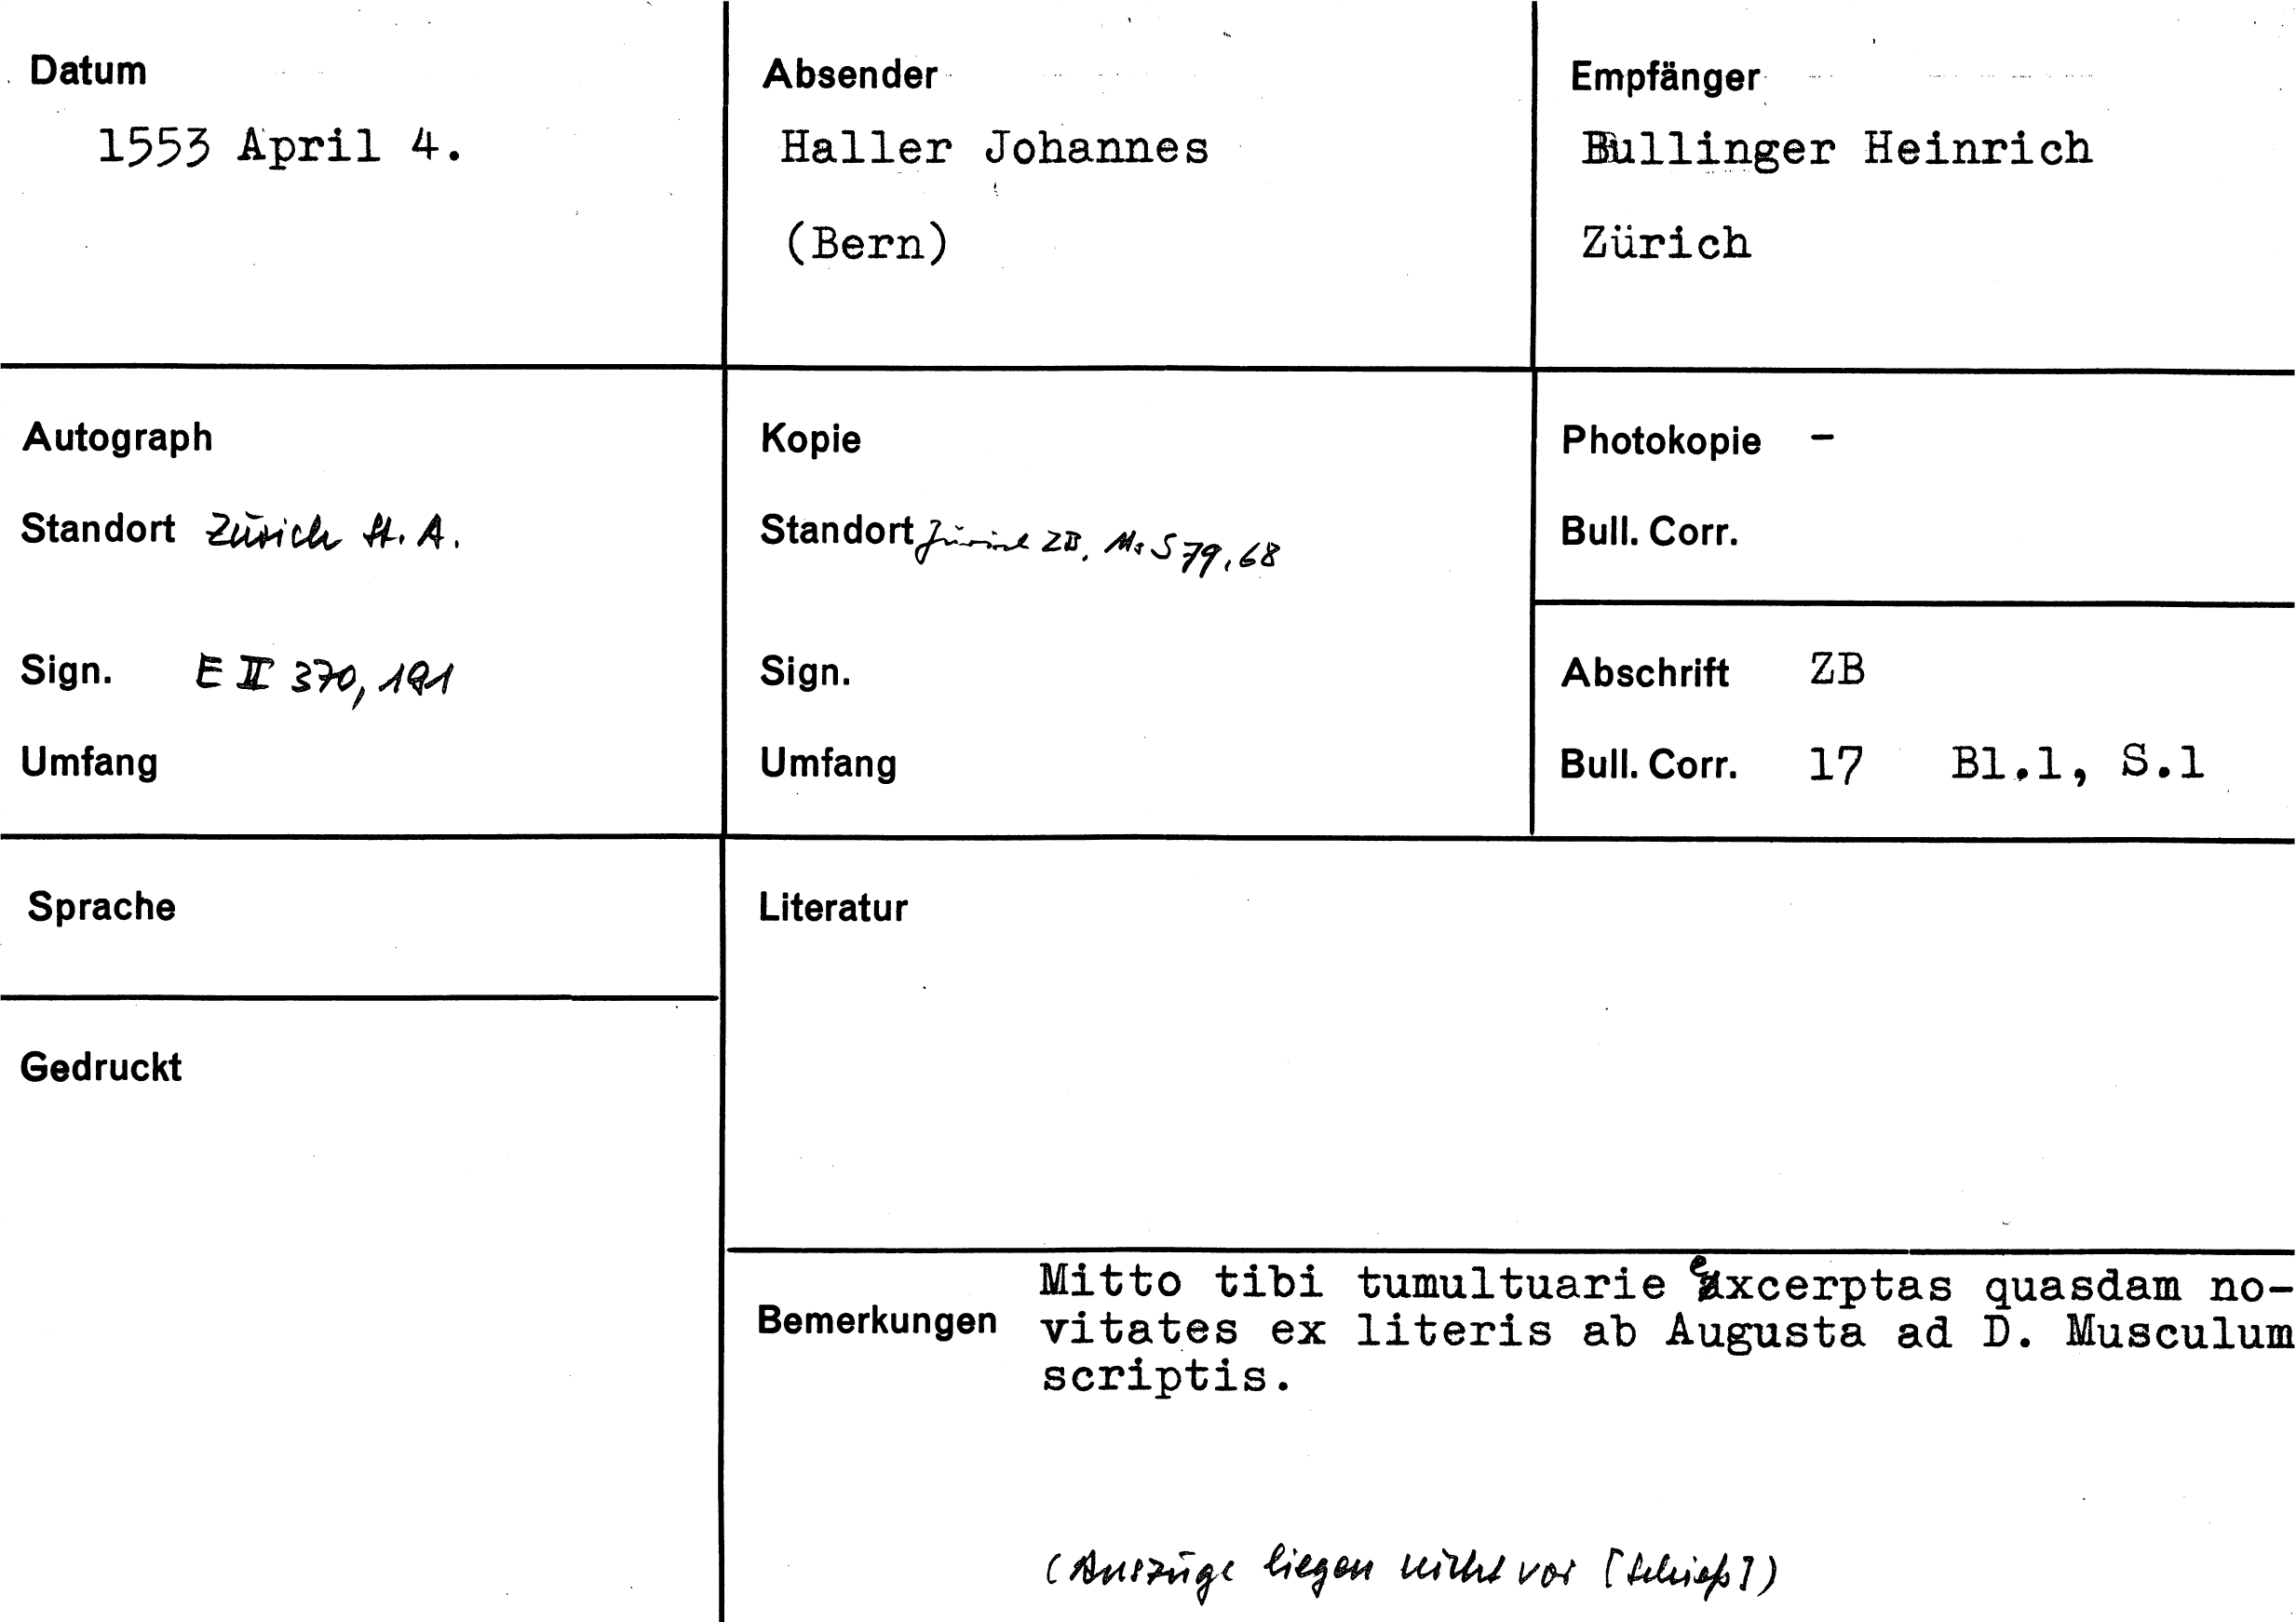 Datum
1553 April 4.
Absender
Haller Johannes
(Bern)
Empfänger
Bullinger Heinrich
Zürich
Autograph
Standort Zürich St. A.
Sign. E II 370, 191
Umfang
Kopie
Standort Zürich ZB, Ms S 79, 68
Sign.
Umfang
Photokopie -
Bull. Corr.
Abschrift ZB
Bull. Corr. 17 Bl.1, S.1
Sprache
Gedruckt
Literatur
Bemerkungen
Mitto tibi tumultuarie excerptas quasdam no-
vitates ex literis ab Augusta ad D. Musculum
scriptis.
(Auszüge liegen nicht vor [Schieß])